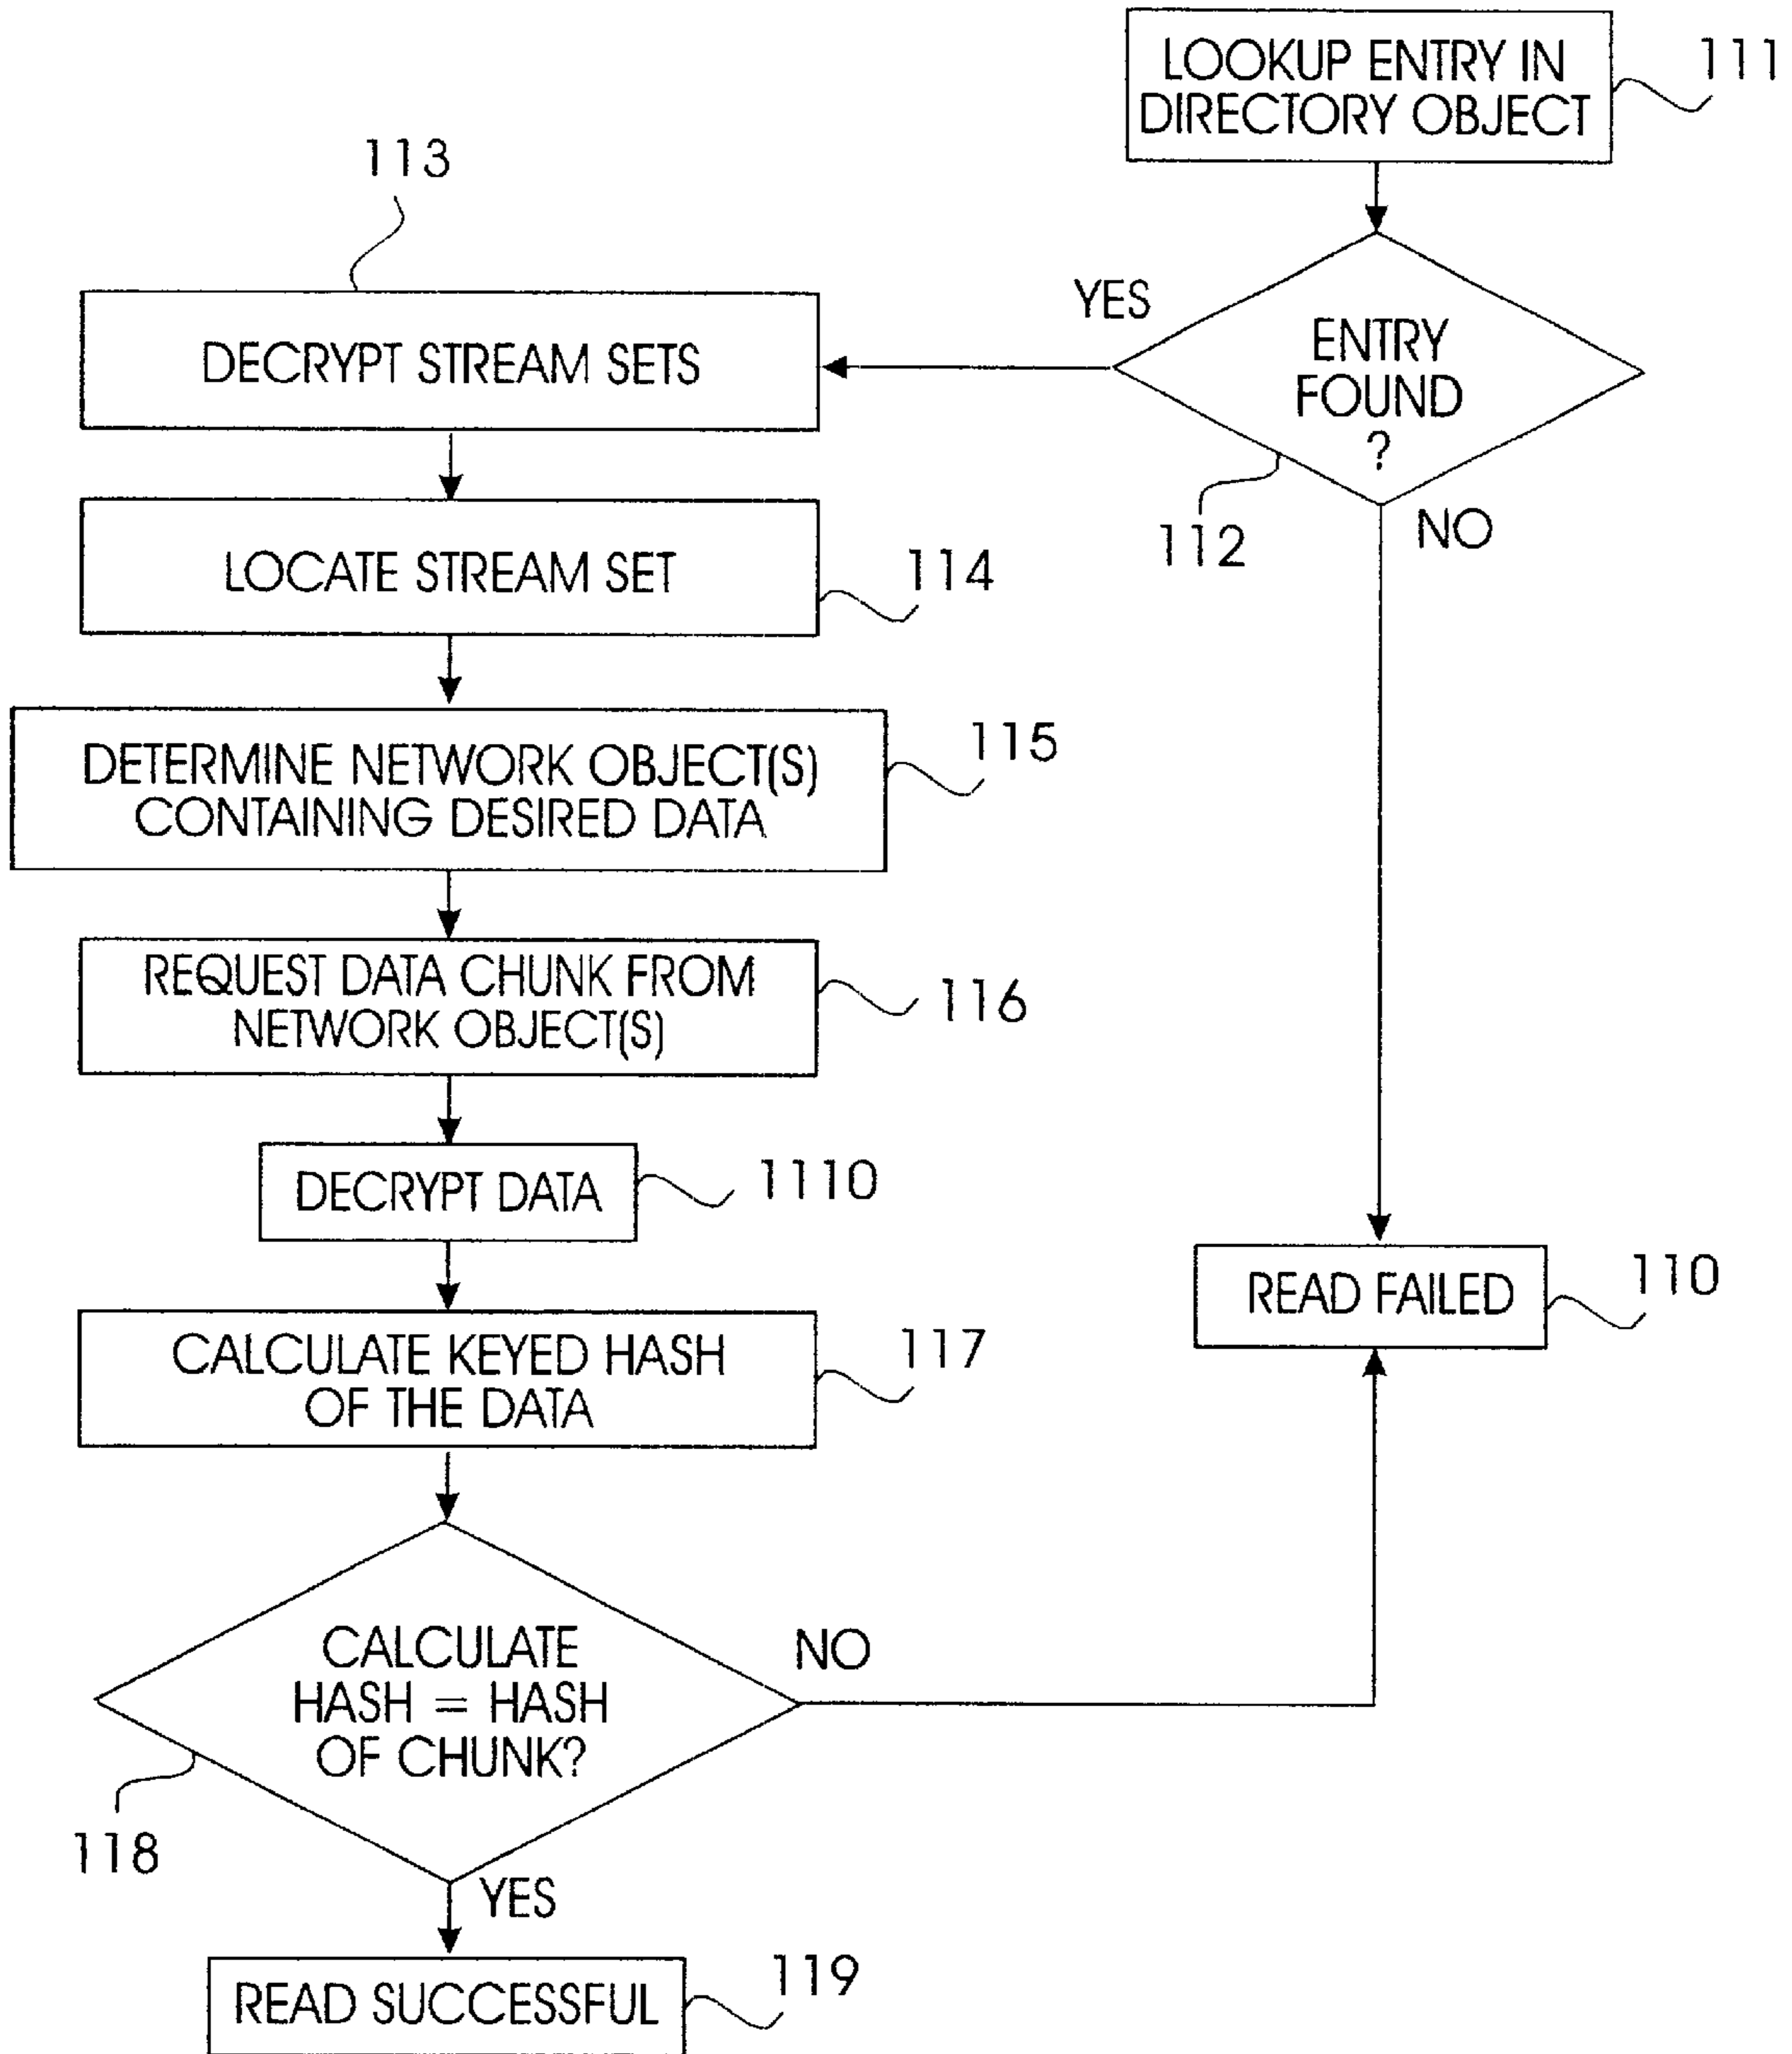 LOOKUP ENTRY IN
DIRECTORY OBJECT
111
ENTRY
FOUND
?
112
YES
NO
113
DECRYPT STREAM SETS
LOCATE STREAM SET
114
DETERMINE NETWORK OBJECT(S)
CONTAINING DESIRED DATA
115
REQUEST DATA CHUNK FROM
NETWORK OBJECT(S)
116
DECRYPT DATA
1110
CALCULATE KEYED HASH
OF THE DATA
117
CALCULATE
HASH = HASH
OF CHUNK?
118
NO
YES
READ FAILED
110
READ SUCCESSFUL
119